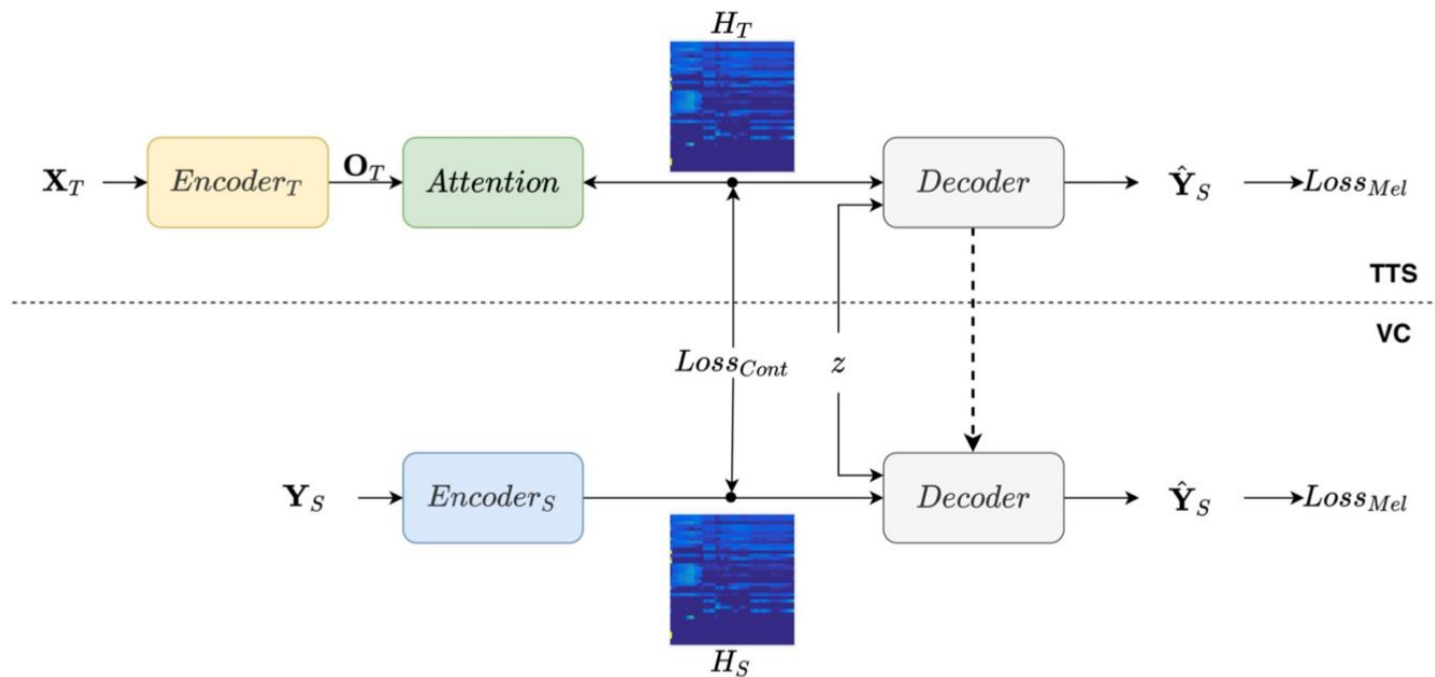 H_T
X_T
Encoder_T
O_T
Attention
Decoder
Ŷ_S
Loss_Mel
TTS
VC
Loss_Cont
z
Y_S
Encoder_S
Decoder
Ŷ_S
Loss_Mel
H_S